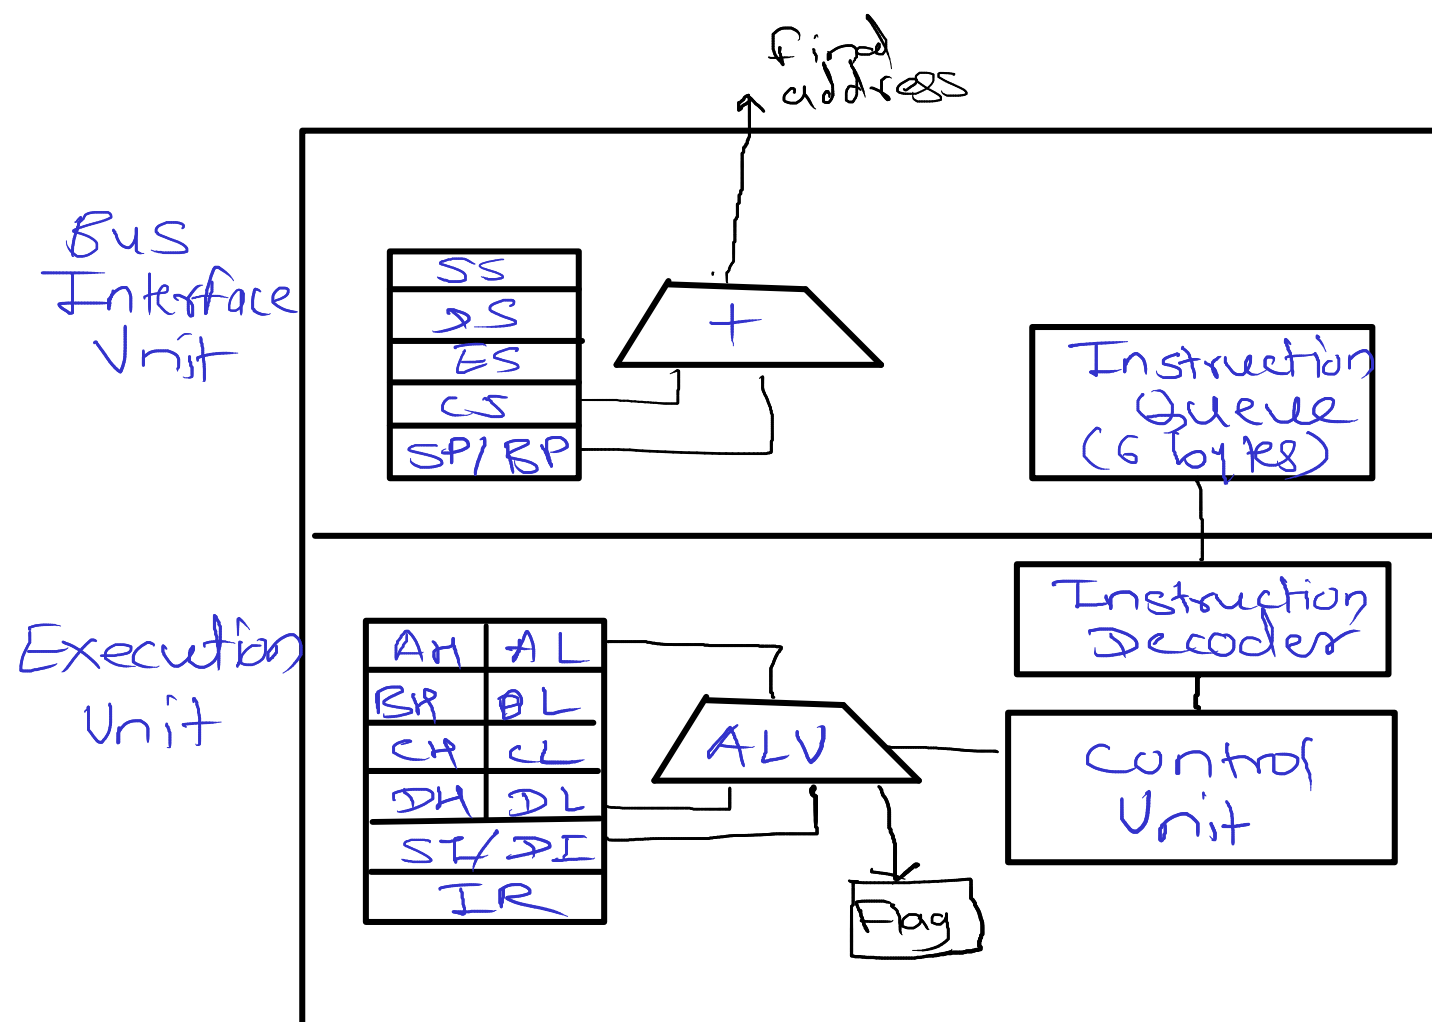 Final
address
Bus
Interface
Unit
SS
DS
ES
CS
SP/BP
+
Instruction
Queue
(6 bytes)
Execution
Unit
AH AL
BH BL
CH CL
DH DL
SI/DI
IR
ALU
Flag
Instruction
Decoder
Control
Unit